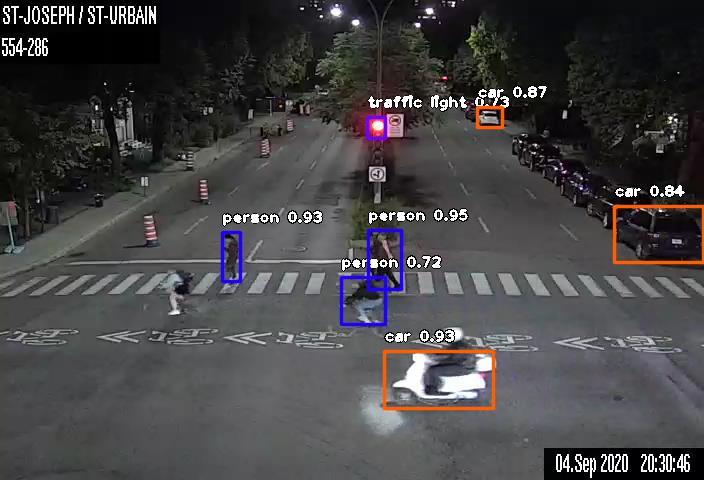 ST-JOSEPH / ST-URBAIN
554-286
car 0.87
traffic light 0.73
car 0.84
person 0.93
person 0.95
person 0.72
car 0.93
04.Sep 2020 20:30:46